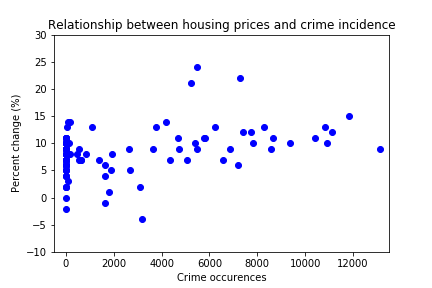 Relationship between housing prices and crime incidence
30
25
20
15
10
5
0
−5
−10
Percent change (%)
0 2000 4000 6000 8000 10000 12000
Crime occurences